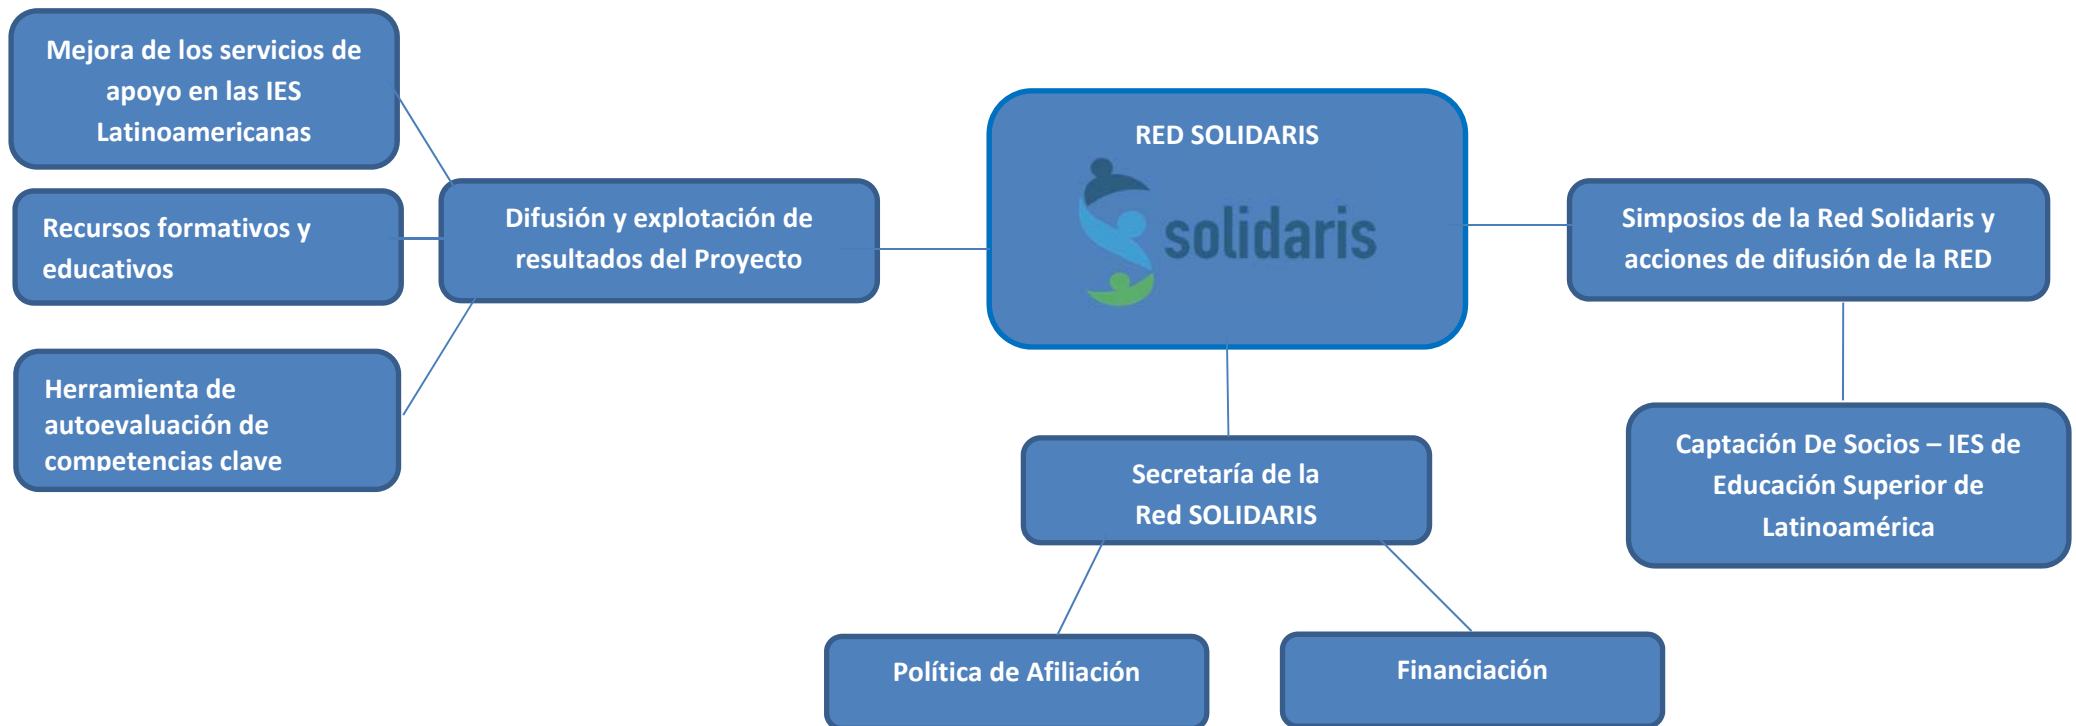 Mejora de los servicios de
apoyo en las IES
Latinoamericanas
Recursos formativos y
educativos
Herramienta de
autoevaluación de
competencias clave
Difusión y explotación de
resultados del Proyecto
RED SOLIDARIS
solidaris
Secretaría de la
Red SOLIDARIS
Política de Afiliación
Financiación
Simposios de la Red Solidaris y
acciones de difusión de la RED
Captación De Socios – IES de
Educación Superior de
Latinoamérica